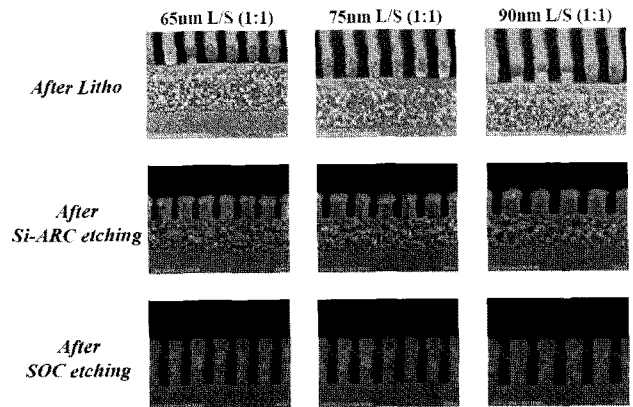 65nm L/S (1:1) 75nm L/S (1:1) 90nm L/S (1:1)
After Litho
After
Si-ARC etching
After
SOC etching